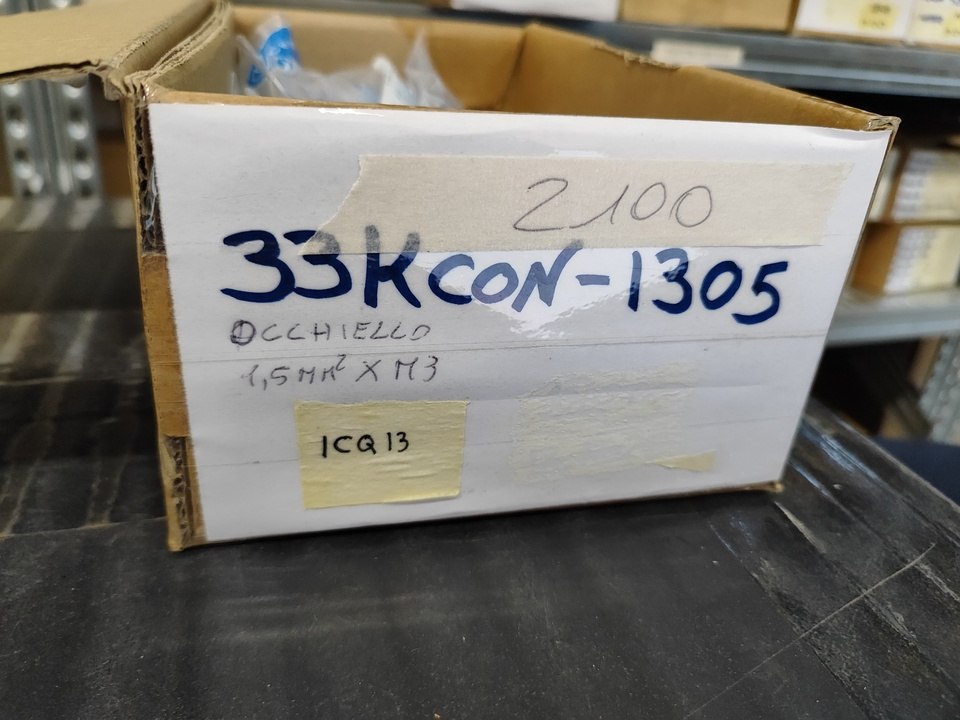 2100
33KCON-1305
OCCHIELLO
1,5MM² X M3
ICQ13